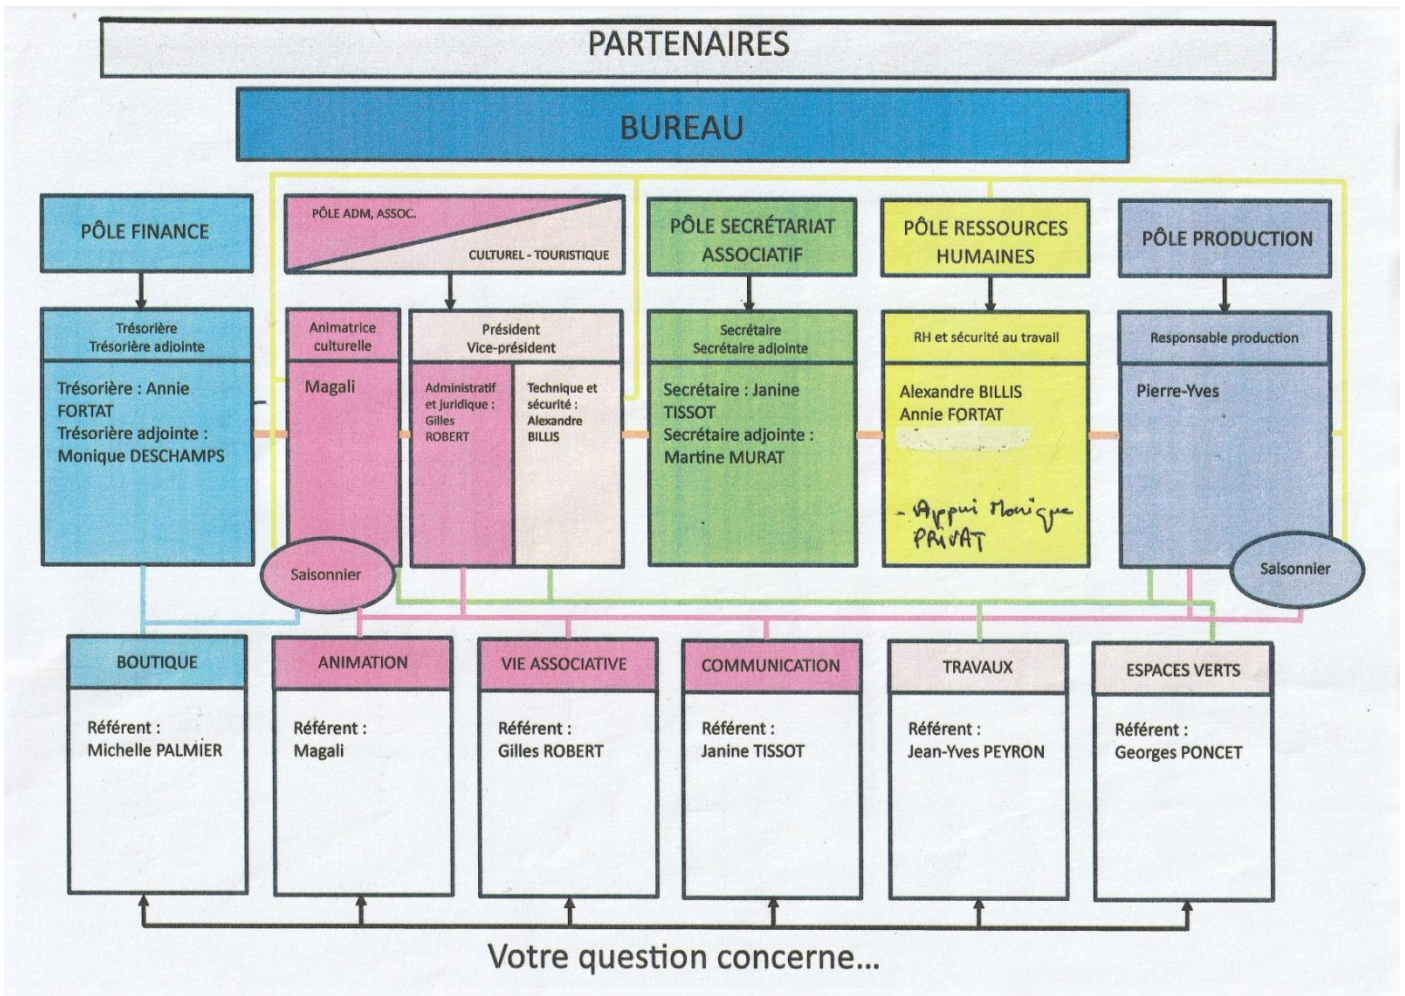 PARTENAIRES
BUREAU
PÔLE FINANCE
PÔLE ADM, ASSOC.
CULTUREL - TOURISTIQUE
PÔLE SECRÉTARIAT
ASSOCIATIF
PÔLE RESSOURCES
HUMAINES
PÔLE PRODUCTION
Trésorière
Trésorière adjointe
Trésorière : Annie
FORTAT
Trésorière adjointe :
Monique DESCHAMPS
Animatrice
culturelle
Magali
Saisonnier
Président
Vice-président
Administratif
et juridique :
Gilles
ROBERT
Technique et
sécurité :
Alexandre
BILLIS
Secrétaire
Secrétaire adjointe
Secrétaire : Janine
TISSOT
Secrétaire adjointe :
Martine MURAT
RH et sécurité au travail
Alexandre BILLIS
Annie FORTAT
- Appui Monique
PRIVAT
Responsable production
Pierre-Yves
Saisonnier
BOUTIQUE
Référent :
Michelle PALMIER
ANIMATION
Référent :
Magali
VIE ASSOCIATIVE
Référent :
Gilles ROBERT
COMMUNICATION
Référent :
Janine TISSOT
TRAVAUX
Référent :
Jean-Yves PEYRON
ESPACES VERTS
Référent :
Georges PONCET
Votre question concerne...